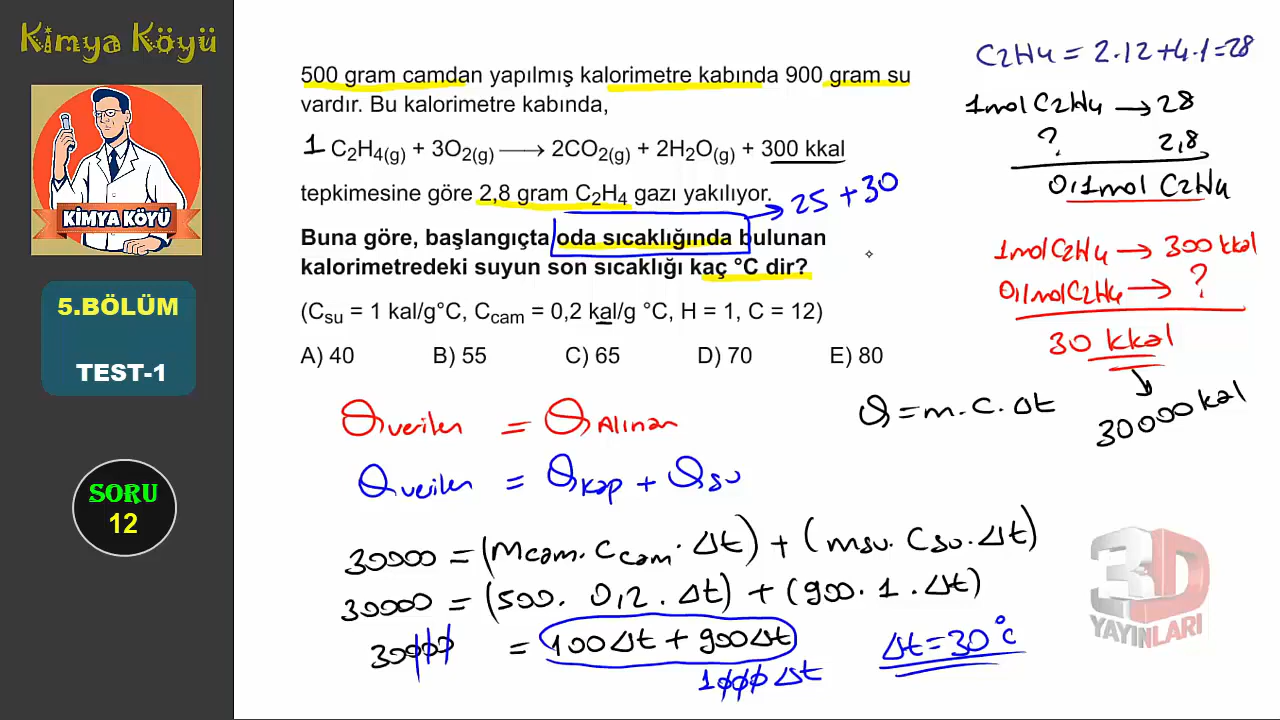 Kimya Köyü
KİMYA KÖYÜ
5.BÖLÜM
TEST-1
SORU
12
500 gram camdan yapılmış kalorimetre kabında 900 gram su
vardır. Bu kalorimetre kabında,
1 C2H4(g) + 3O2(g) ⟶ 2CO2(g) + 2H2O(g) + 300 kkal
tepkimesine göre 2,8 gram C2H4 gazı yakılıyor.
25 + 30
Buna göre, başlangıçta oda sıcaklığında bulunan
kalorimetredeki suyun son sıcaklığı kaç °C dir?
(Csu = 1 kal/g°C, Ccam = 0,2 kal/g °C, H = 1, C = 12)
A) 40 B) 55 C) 65 D) 70 E) 80
C2H4 = 2.12+4.1=28
1mol C2H4 → 28
? 2,8
0,1mol C2H4
1mol C2H4 → 300 kkal
0,1mol C2H4 → ?
30 kkal
30000 kal
Q = m. C. Δt
Qverilen = QAlınan
Qverilen = Qkap + Qsu
30000 = (mcam. Ccam. Δt) + (msu. Csu. Δt)
30000 = (500. 0,2. Δt) + (900. 1. Δt)
30000 = 100Δt + 900Δt
1000 Δt
Δt = 30°C
3D
YAYINLARI